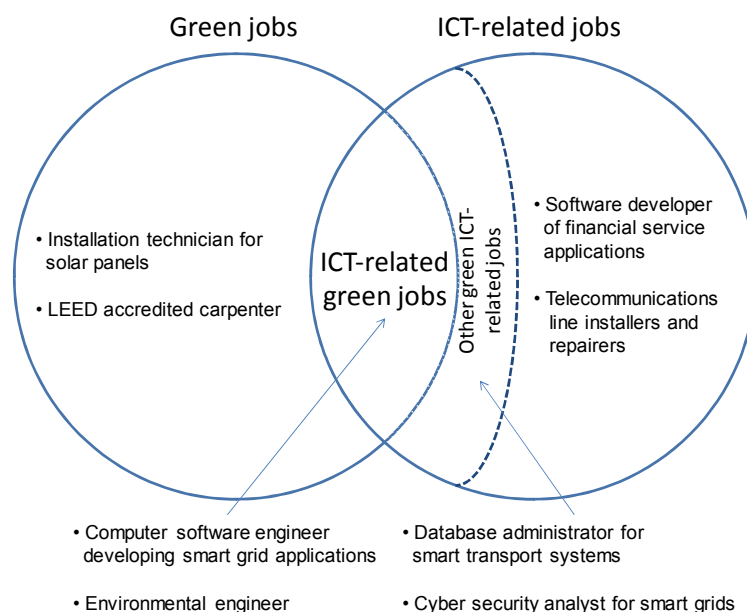 Green jobs
ICT-related jobs
• Installation technician for
solar panels
• LEED accredited carpenter
ICT-related
green jobs
Other green ICT-
related jobs
• Software developer
of financial service
applications
• Telecommunications
line installers and
repairers
• Computer software engineer
developing smart grid applications
• Environmental engineer
• Database administrator for
smart transport systems
• Cyber security analyst for smart grids